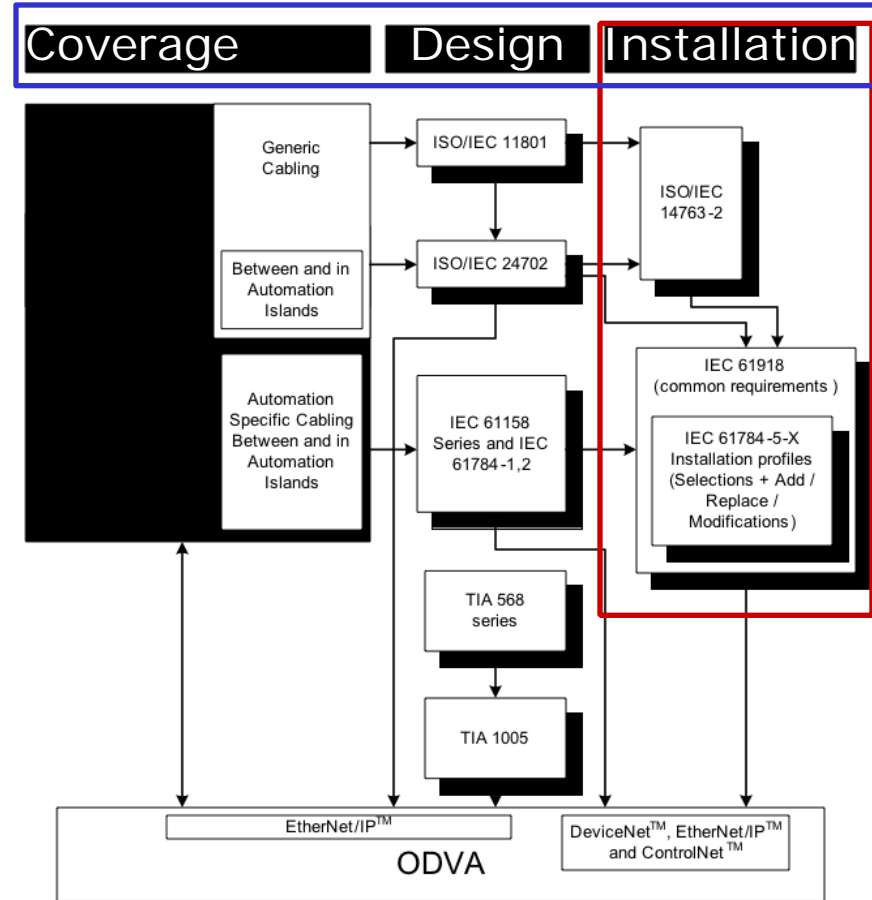 Coverage Design Installation
Generic
Cabling
ISO/IEC 11801
ISO/IEC
14763-2
Between and in
Automation
Islands
ISO/IEC 24702
Automation
Specific Cabling
Between and in
Automation
Islands
IEC 61158
Series and IEC
61784-1,2
IEC 61918
(common requirements )
IEC 61784-5-X
Installation profiles
(Selections + Add /
Replace /
Modifications)
TIA 568
series
TIA 1005
EtherNet/IP™
DeviceNet™, EtherNet/IP™
and ControlNet™
ODVA